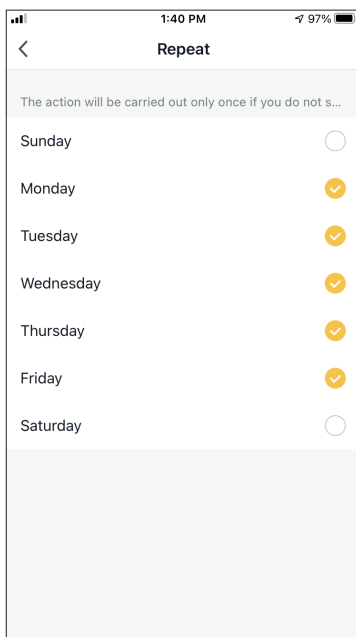 1:40 PM
97%
Repeat
The action will be carried out only once if you do not s...
Sunday
Monday
Tuesday
Wednesday
Thursday
Friday
Saturday